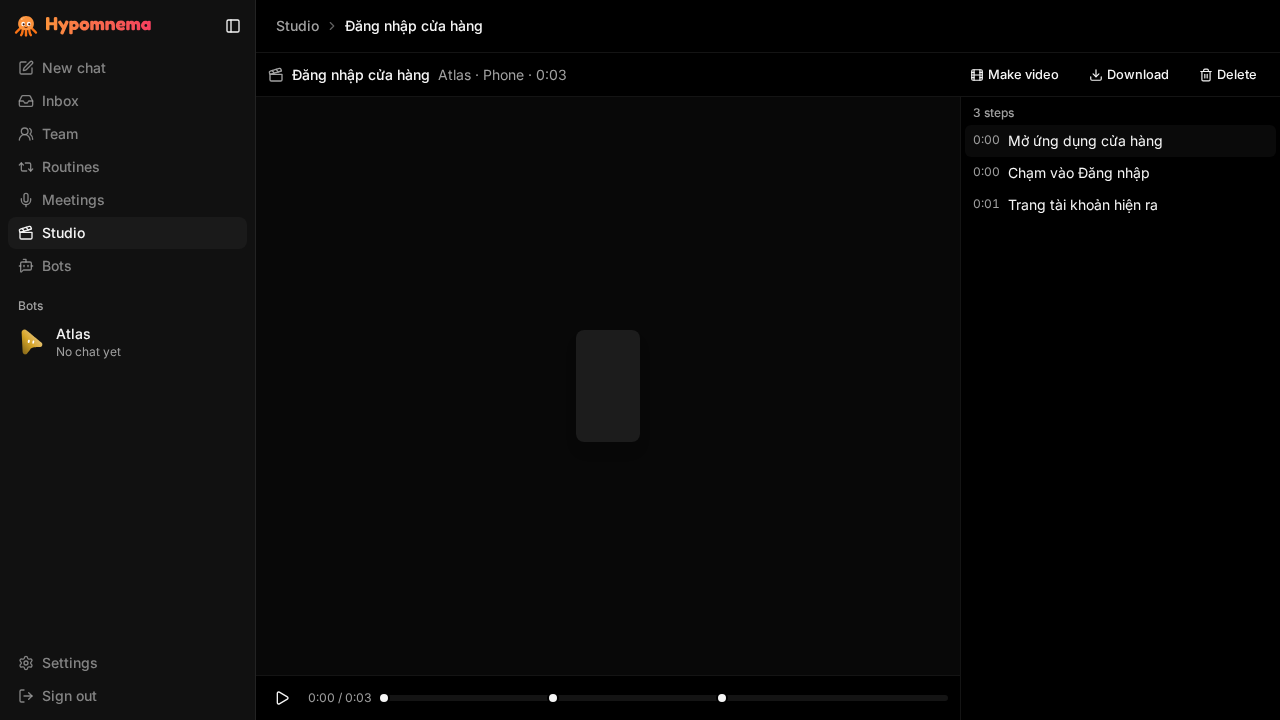 Hypomnema
New chat
Inbox
Team
Routines
Meetings
Studio
Bots
Bots
Atlas
No chat yet
Settings
Sign out
Studio > Đăng nhập cửa hàng
Đăng nhập cửa hàng Atlas · Phone · 0:03
Make video Download Delete
3 steps
0:00 Mở ứng dụng cửa hàng
0:00 Chạm vào Đăng nhập
0:01 Trang tài khoản hiện ra
0:00 / 0:03